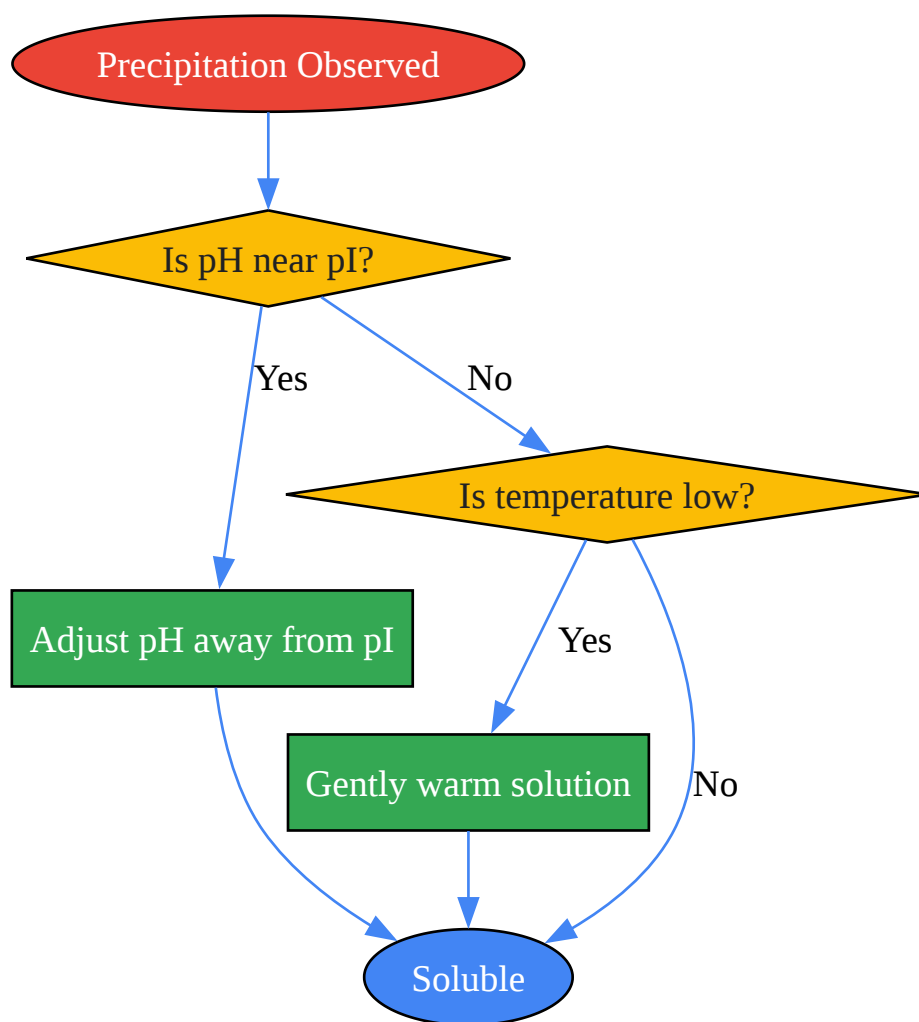 Precipitation Observed
Is pH near pI?
Yes
No
Is temperature low?
Adjust pH away from pI
Yes
Gently warm solution
No
Soluble